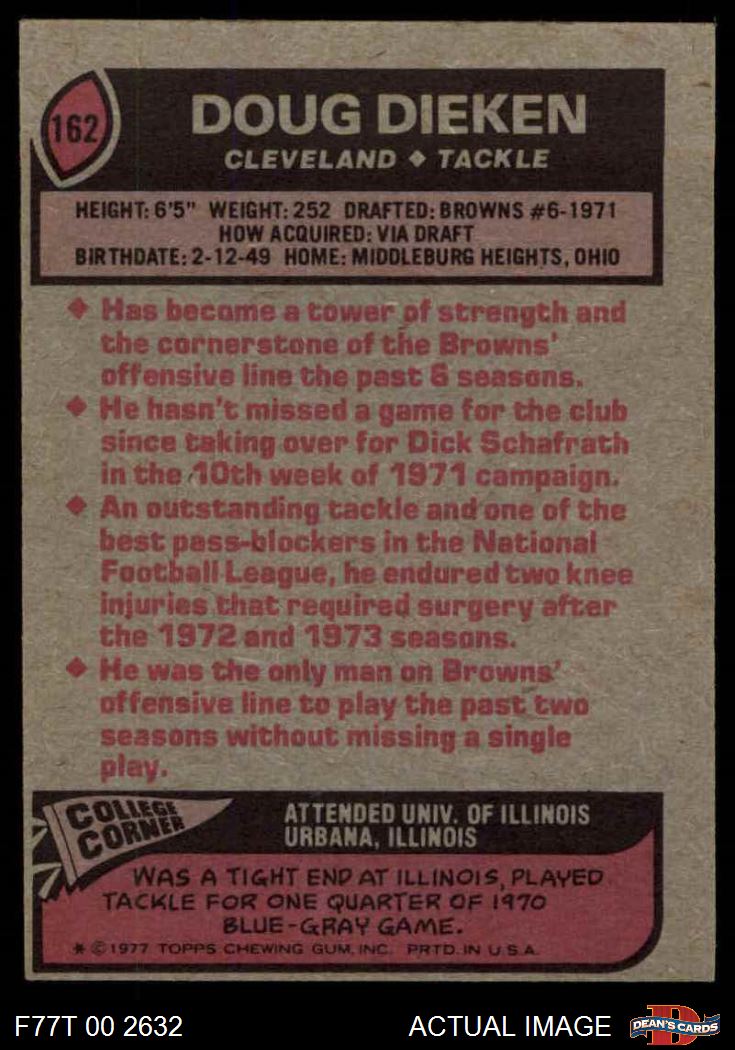 162
DOUG DIEKEN
CLEVELAND ◆ TACKLE
HEIGHT: 6'5" WEIGHT: 252 DRAFTED: BROWNS #6-1971
HOW ACQUIRED: VIA DRAFT
BIRTHDATE: 2-12-49 HOME: MIDDLEBURG HEIGHTS, OHIO
◆ Has become a tower of strength and
the cornerstone of the Browns'
offensive line the past 6 seasons.
◆ He hasn't missed a game for the club
since taking over for Dick Schafrath
in the 10th week of 1971 campaign.
◆ An outstanding tackle and one of the
best pass-blockers in the National
Football League, he endured two knee
injuries that required surgery after
the 1972 and 1973 seasons.
◆ He was the only man on Browns'
offensive line to play the past two
seasons without missing a single
play.
COLLEGE
CORNER
ATTENDED UNIV. OF ILLINOIS
URBANA, ILLINOIS
WAS A TIGHT END AT ILLINOIS, PLAYED
TACKLE FOR ONE QUARTER OF 1970
BLUE-GRAY GAME.
* © 1977 TOPPS CHEWING GUM, INC. PRTD. IN U.S.A.
F77T 00 2632
ACTUAL IMAGE
D
DEAN'S CARDS